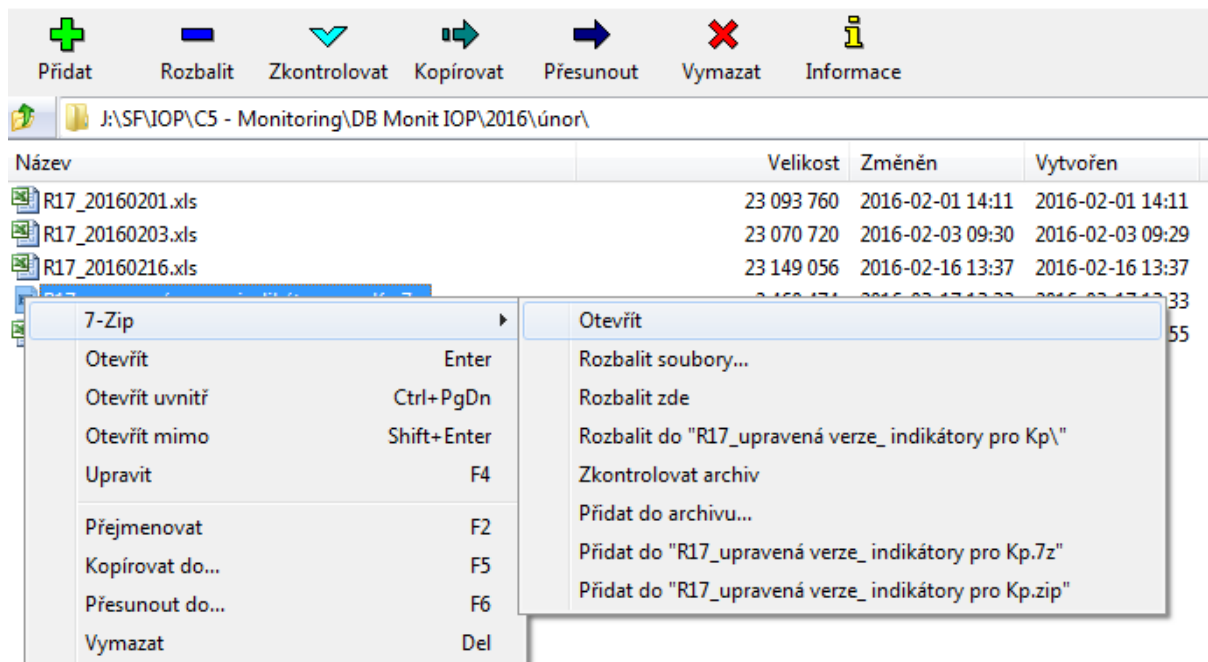 Přidat Rozbalit Zkontrolovat Kopírovat Přesunout Vymazat Informace
J:\SF\IOP\C5 - Monitoring\DB Monit IOP\2016\únor\
Název Velikost Změněn Vytvořen
R17_20160201.xls 23 093 760 2016-02-01 14:11 2016-02-01 14:11
R17_20160203.xls 23 070 720 2016-02-03 09:30 2016-02-03 09:29
R17_20160216.xls 23 149 056 2016-02-16 13:37 2016-02-16 13:37
33
55
7-Zip
Otevřít Enter
Otevřít uvnitř Ctrl+PgDn
Otevřít mimo Shift+Enter
Upravit F4
Přejmenovat F2
Kopírovat do... F5
Přesunout do... F6
Vymazat Del
Otevřít
Rozbalit soubory...
Rozbalit zde
Rozbalit do "R17_upravená verze_ indikátory pro Kp\"
Zkontrolovat archiv
Přidat do archivu...
Přidat do "R17_upravená verze_ indikátory pro Kp.7z"
Přidat do "R17_upravená verze_ indikátory pro Kp.zip"